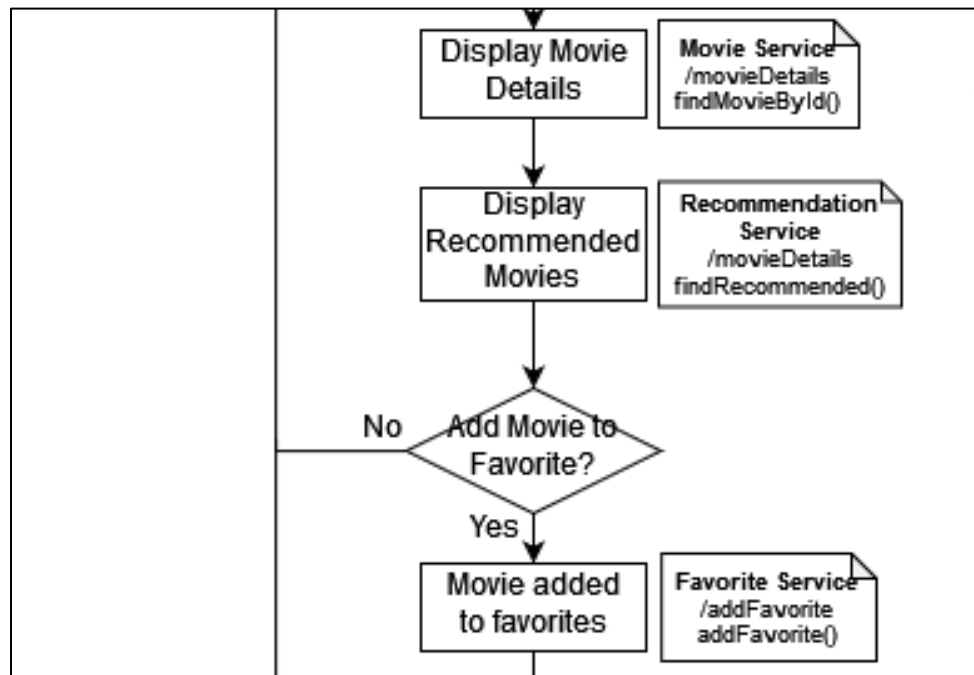 Display Movie
Details
Movie Service
/movieDetails
findMovieById()
Display
Recommended
Movies
Recommendation
Service
/movieDetails
findRecommended()
No
Add Movie to
Favorite?
Yes
Movie added
to favorites
Favorite Service
/addFavorite
addFavorite()